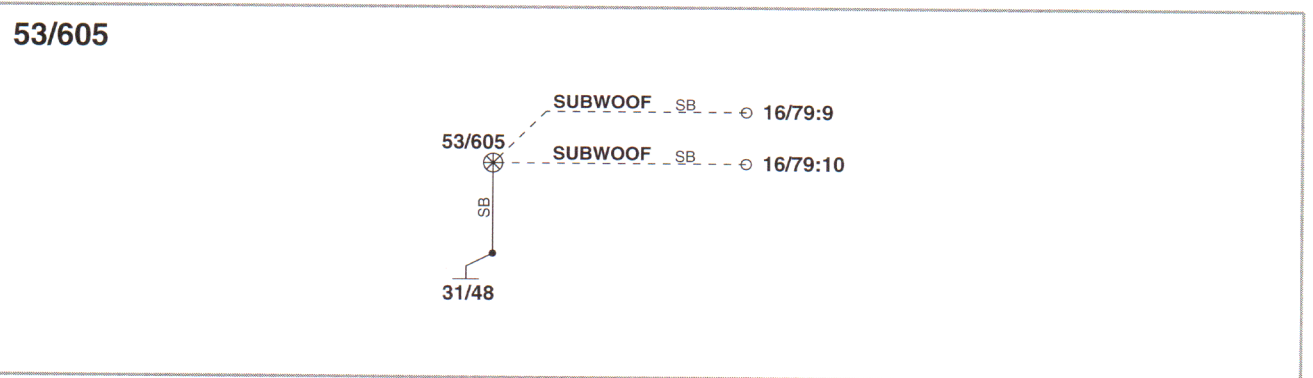 53/605
SUBWOOF SB 16/79:9
53/605
SUBWOOF SB 16/79:10
SB
31/48